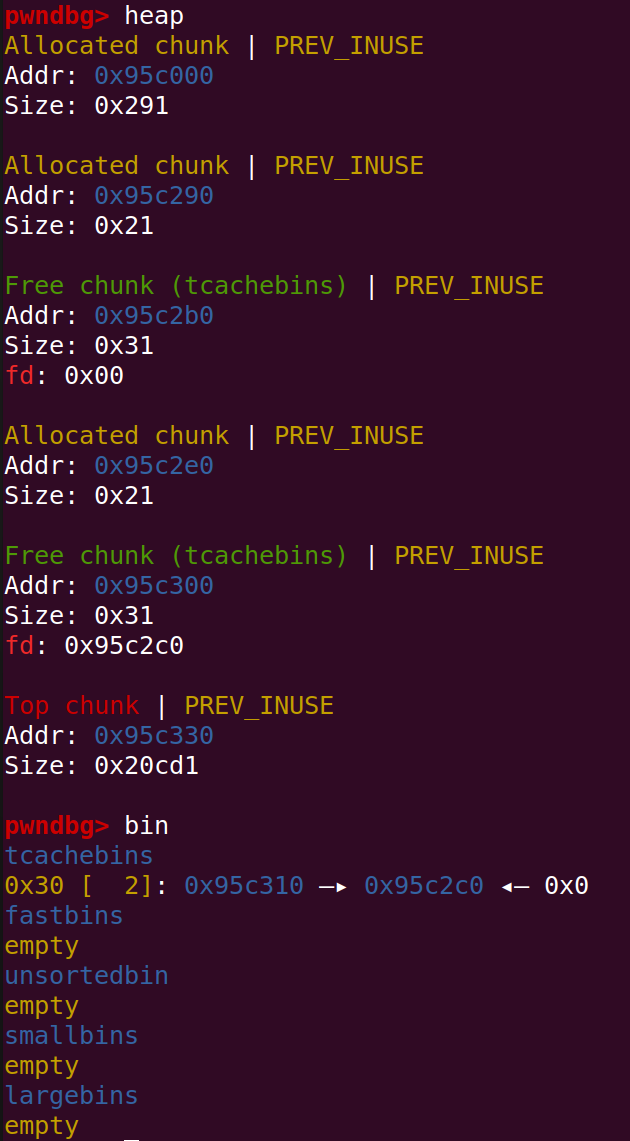 pwndbg> heap
Allocated chunk | PREV_INUSE
Addr: 0x95c000
Size: 0x291
Allocated chunk | PREV_INUSE
Addr: 0x95c290
Size: 0x21
Free chunk (tcachebins) | PREV_INUSE
Addr: 0x95c2b0
Size: 0x31
fd: 0x00
Allocated chunk | PREV_INUSE
Addr: 0x95c2e0
Size: 0x21
Free chunk (tcachebins) | PREV_INUSE
Addr: 0x95c300
Size: 0x31
fd: 0x95c2c0
Top chunk | PREV_INUSE
Addr: 0x95c330
Size: 0x20cd1
pwndbg> bin
tcachebins
0x30 [  2]: 0x95c310 —▸ 0x95c2c0 ◂— 0x0
fastbins
empty
unsortedbin
empty
smallbins
empty
largebins
empty